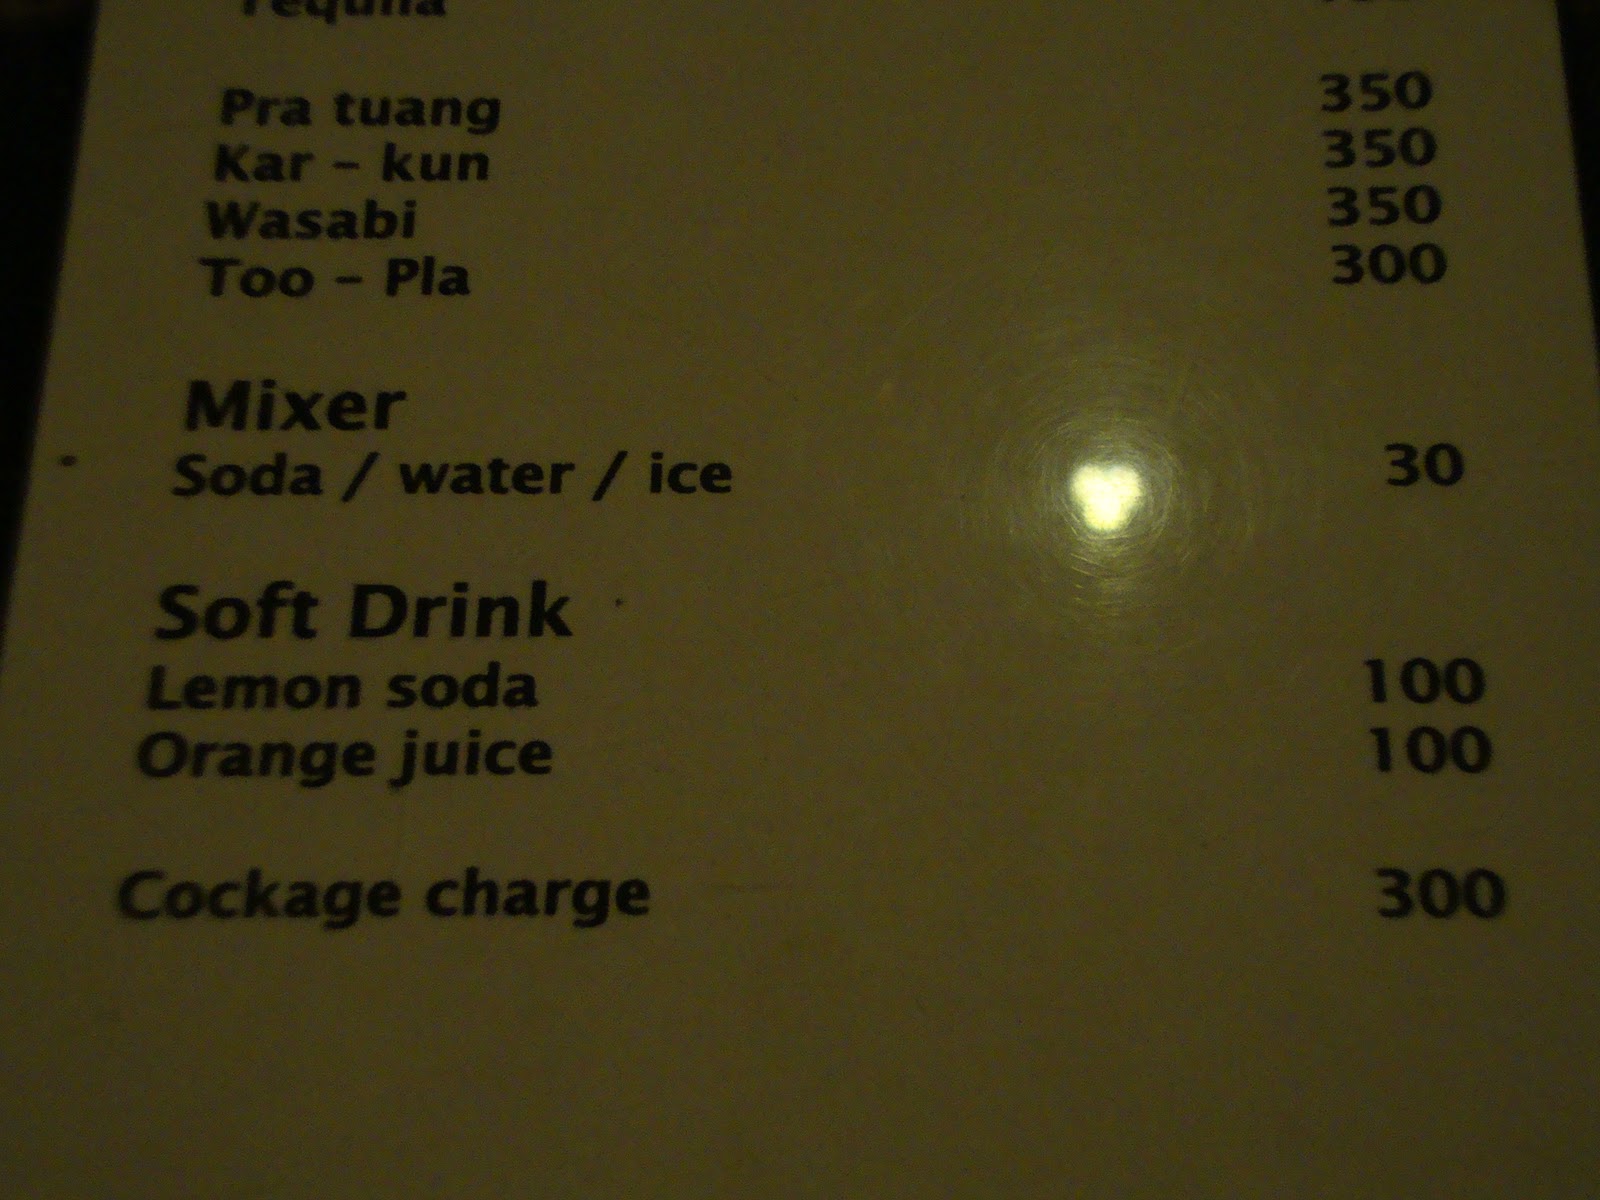 Tequila
Pra tuang 350
Kar - kun 350
Wasabi 350
Too - Pla 300
Mixer
Soda / water / ice 30
Soft Drink
Lemon soda 100
Orange juice 100
Cockage charge 300